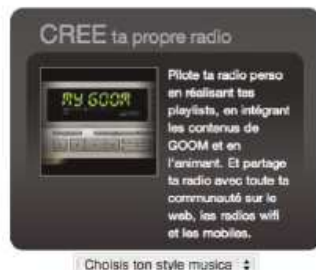 CREE ta propre radio
MY GOOM
Pilote ta radio perso
en réalisant tes
playlists, en intégrant
les contenus de
GOOM et en
l'animant. Et partage
ta radio avec toute ta
communauté sur le
web, les radios wifi
et les mobiles.
Choisis ton style musica